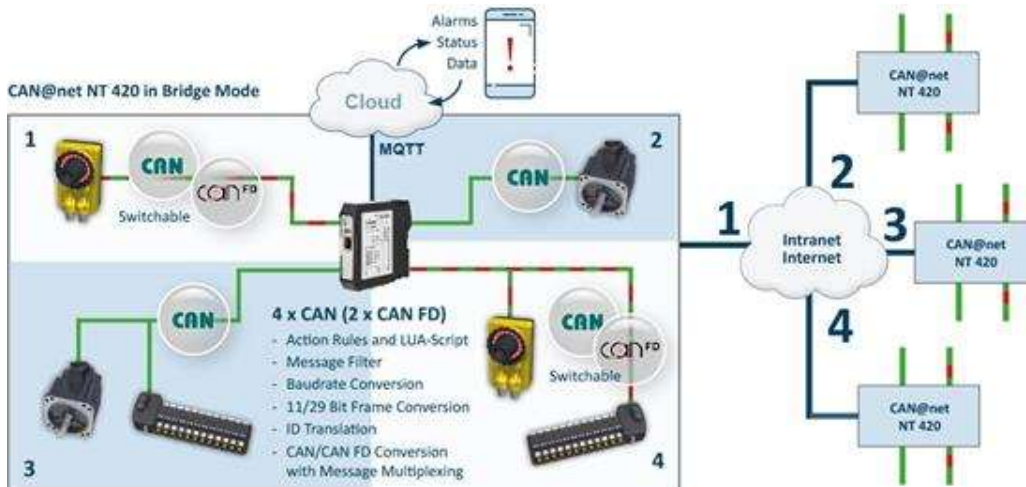 Alarms
Status
Data
!
CAN@net NT 420 in Bridge Mode
Cloud
MQTT
1
CAN
CAN FD
Switchable
2
CAN
3
CAN
4 x CAN (2 x CAN FD)
- Action Rules and LUA-Script
- Message Filter
- Baudrate Conversion
- 11/29 Bit Frame Conversion
- ID Translation
- CAN/CAN FD Conversion
with Message Multiplexing
CAN
CAN FD
Switchable
4
1
Intranet
Internet
2
CAN@net
NT 420
3
CAN@net
NT 420
4
CAN@net
NT 420